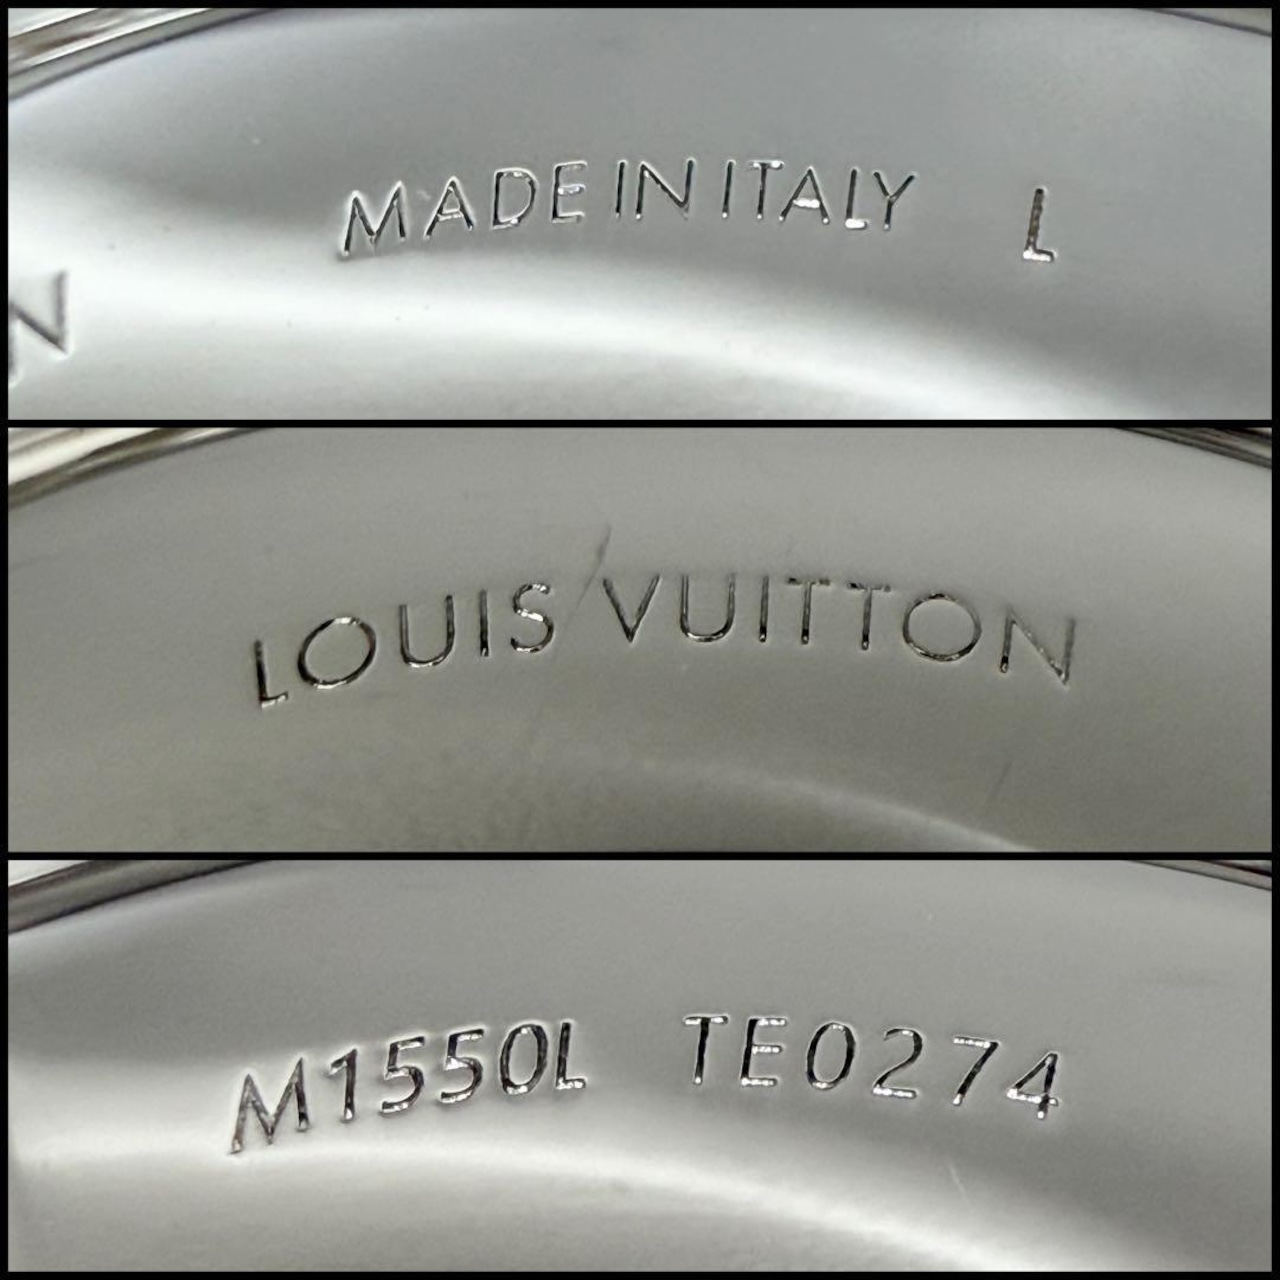 MADE IN ITALY L
N
LOUIS VUITTON
M1550L TE0274